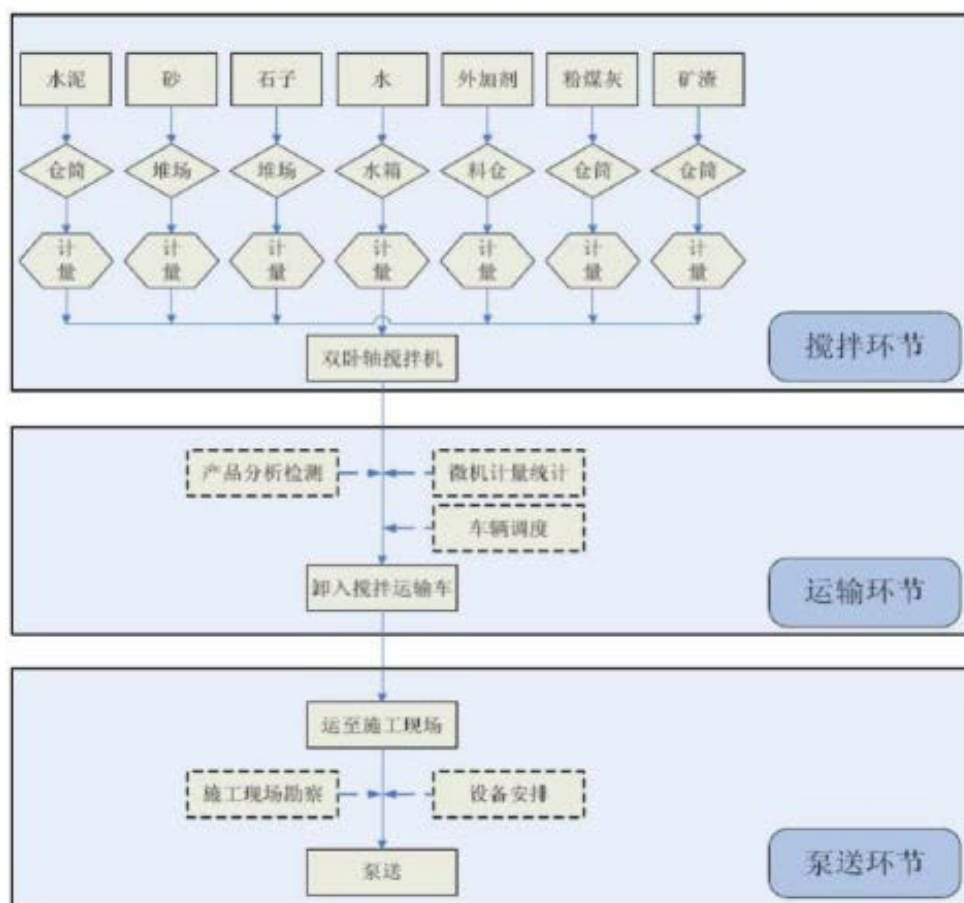 水泥 砂 石子 水 外加剂 粉煤灰 矿渣
仓筒 堆场 堆场 水箱 料仓 仓筒 仓筒
计 计 计 计 计 计 计
量 量 量 量 量 量 量
双卧轴搅拌机
搅拌环节
产品分析检测 微机计量统计
车辆调度
卸入搅拌运输车
运输环节
运至施工现场
施工现场勘察 设备安排
泵送
泵送环节